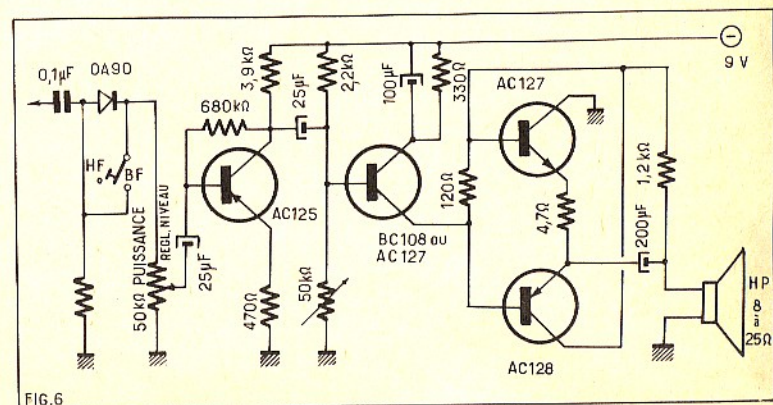 0,1µF
OA90
HF
BF
50kΩ PUISSANCE
REGL. NIVEAU
680kΩ
25µF
3,9kΩ
AC125
470Ω
25µF
2,2kΩ
50kΩ
100µF
330Ω
BC108 ou
AC127
120Ω
AC127
4,7Ω
AC128
200µF
1,2kΩ
⊖
9 V
HP
8
à
25Ω
FIG.6